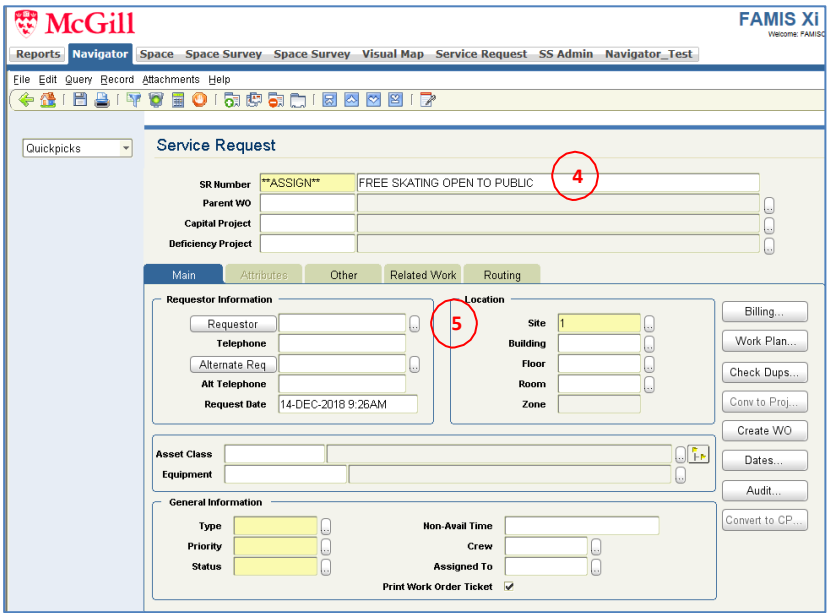 McGill
FAMIS Xi
Welcome: FAMISO
Reports Navigator Space Space Survey Space Survey Visual Map Service Request SS Admin Navigator_Test
File Edit Query Record Attachments Help
Quickpicks
Service Request
SR Number **ASSIGN** FREE SKATING OPEN TO PUBLIC 4
Parent WO
Capital Project
Deficiency Project
Main Attributes Other Related Work Routing
Requestor Information
Requestor
Telephone
Alternate Req
Alt Telephone
Request Date 14-DEC-2018 9:26AM
5
Location
Site 1
Building
Floor
Room
Zone
Billing...
Work Plan...
Check Dups...
Conv to Proj...
Create WO
Dates...
Audit...
Convert to CP...
Asset Class
Equipment
General Information
Type
Priority
Status
Non-Avail Time
Crew
Assigned To
Print Work Order Ticket